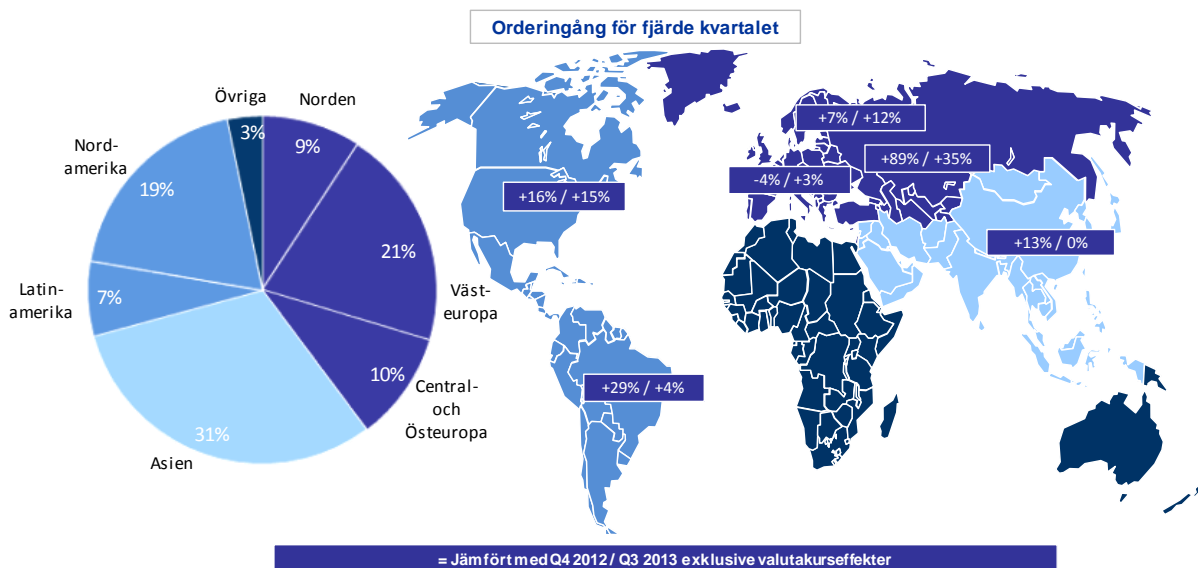 Orderingång för fjärde kvartalet
Övriga
3%
Norden
9%
Nord-
amerika
19%
21%
Väst-
europa
Latin-
amerika
7%
10%
Central-
och
Östeuropa
31%
Asien
+7% / +12%
+89% / +35%
-4% / +3%
+16% / +15%
+13% / 0%
+29% / +4%
= Jämfört med Q4 2012 / Q3 2013 exklusive valutakurseffekter